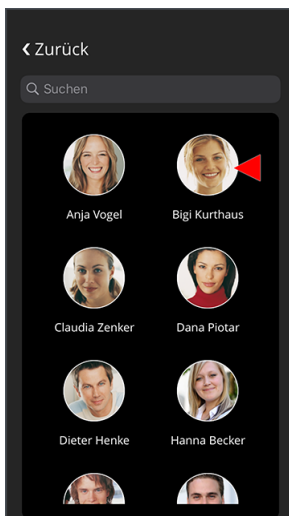 Zurück
Suchen
Anja Vogel
Bigi Kurthaus
Claudia Zenker
Dana Piotar
Dieter Henke
Hanna Becker